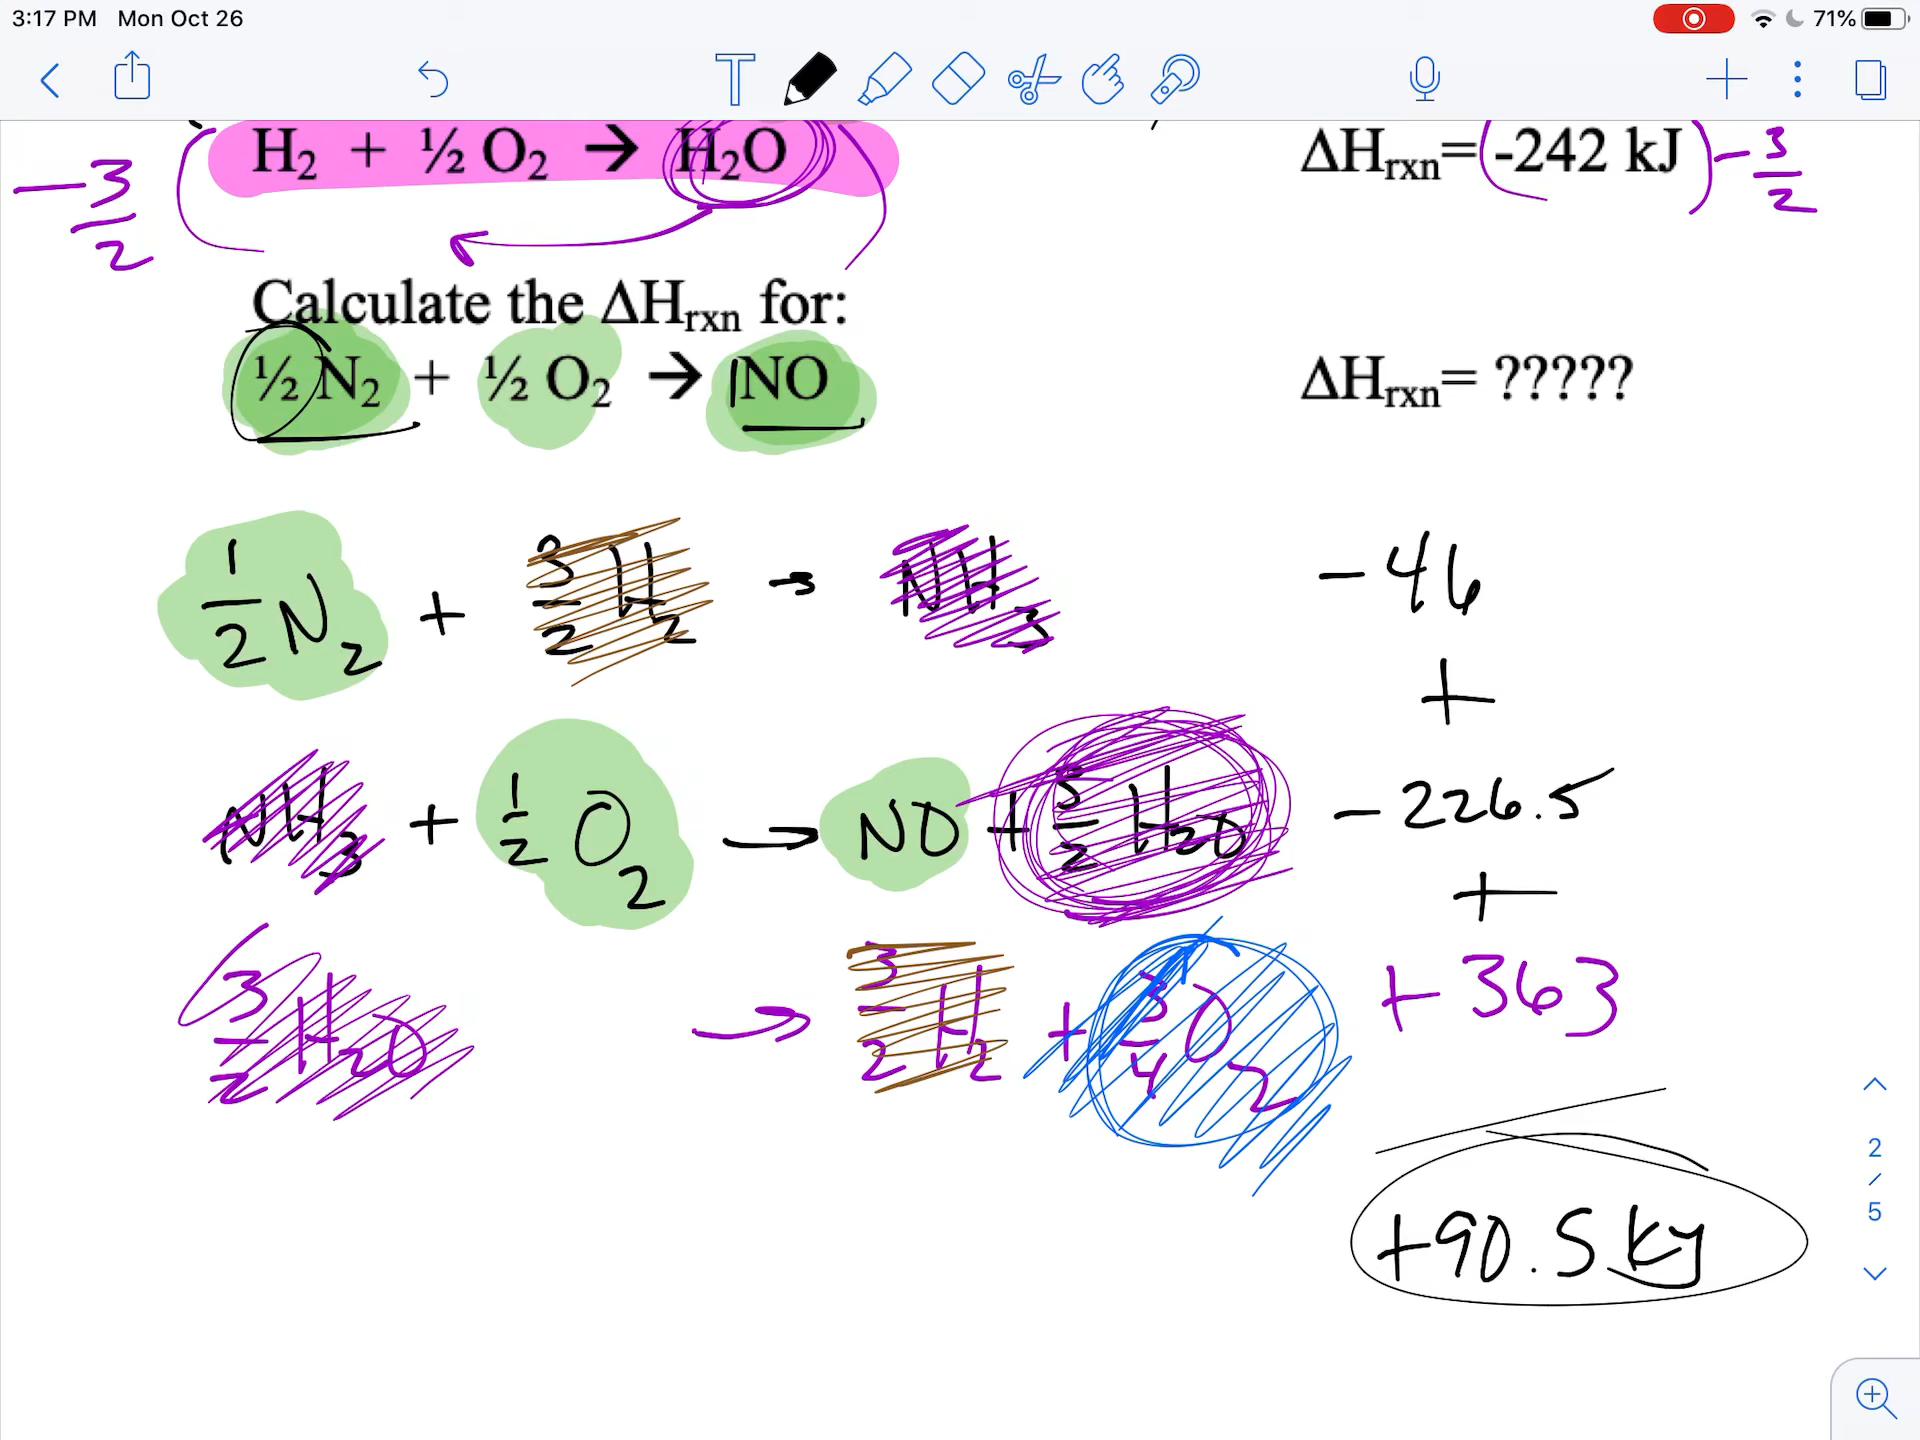 3:17 PM Mon Oct 26 71%
T
H₂ + ½ O₂ → H₂O ΔHrxn= (-242 kJ) -3/2
-3/2
Calculate the ΔHrxn for:
½ N₂ + ½ O₂ → 1NO ΔHrxn= ?????
1/2 N₂ + 3/2 H₂ → NH₃ -46
+
NH₃ + 1/2 O₂ → NO + 3/2 H₂O -226.5
+
3/2 H₂O → 3/2 H₂ + 3/4 O₂ +363
+90.5 kJ
2
/
5